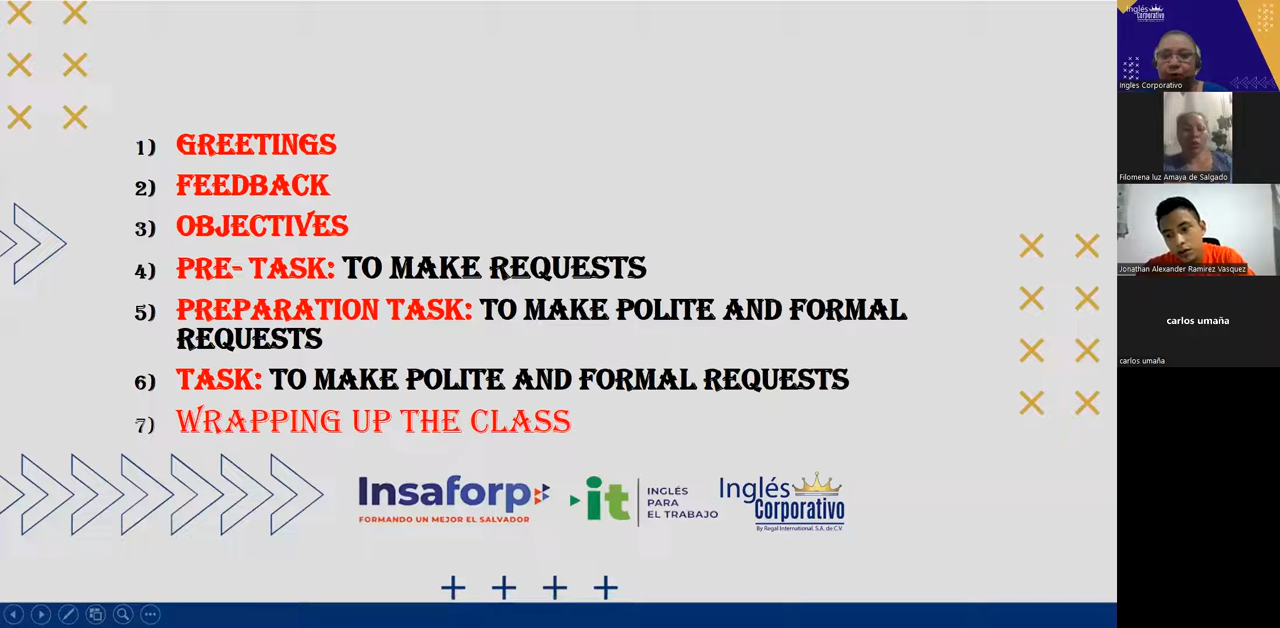 1) GREETINGS
2) FEEDBACK
3) OBJECTIVES
4) PRE- TASK: TO MAKE REQUESTS
5) PREPARATION TASK: TO MAKE POLITE AND FORMAL
REQUESTS
6) TASK: TO MAKE POLITE AND FORMAL REQUESTS
7) WRAPPING UP THE CLASS
Insaforp
FORMANDO UN MEJOR EL SALVADOR
it
INGLÉS
PARA
EL TRABAJO
Inglés
Corporativo
By Regal International, S.A. de C.V.
Inglés
Corporativo
Ingles Corporativo
Filomena luz Amaya de Salgado
Jonathan Alexander Ramirez Vasquez
carlos umaña
carlos umaña